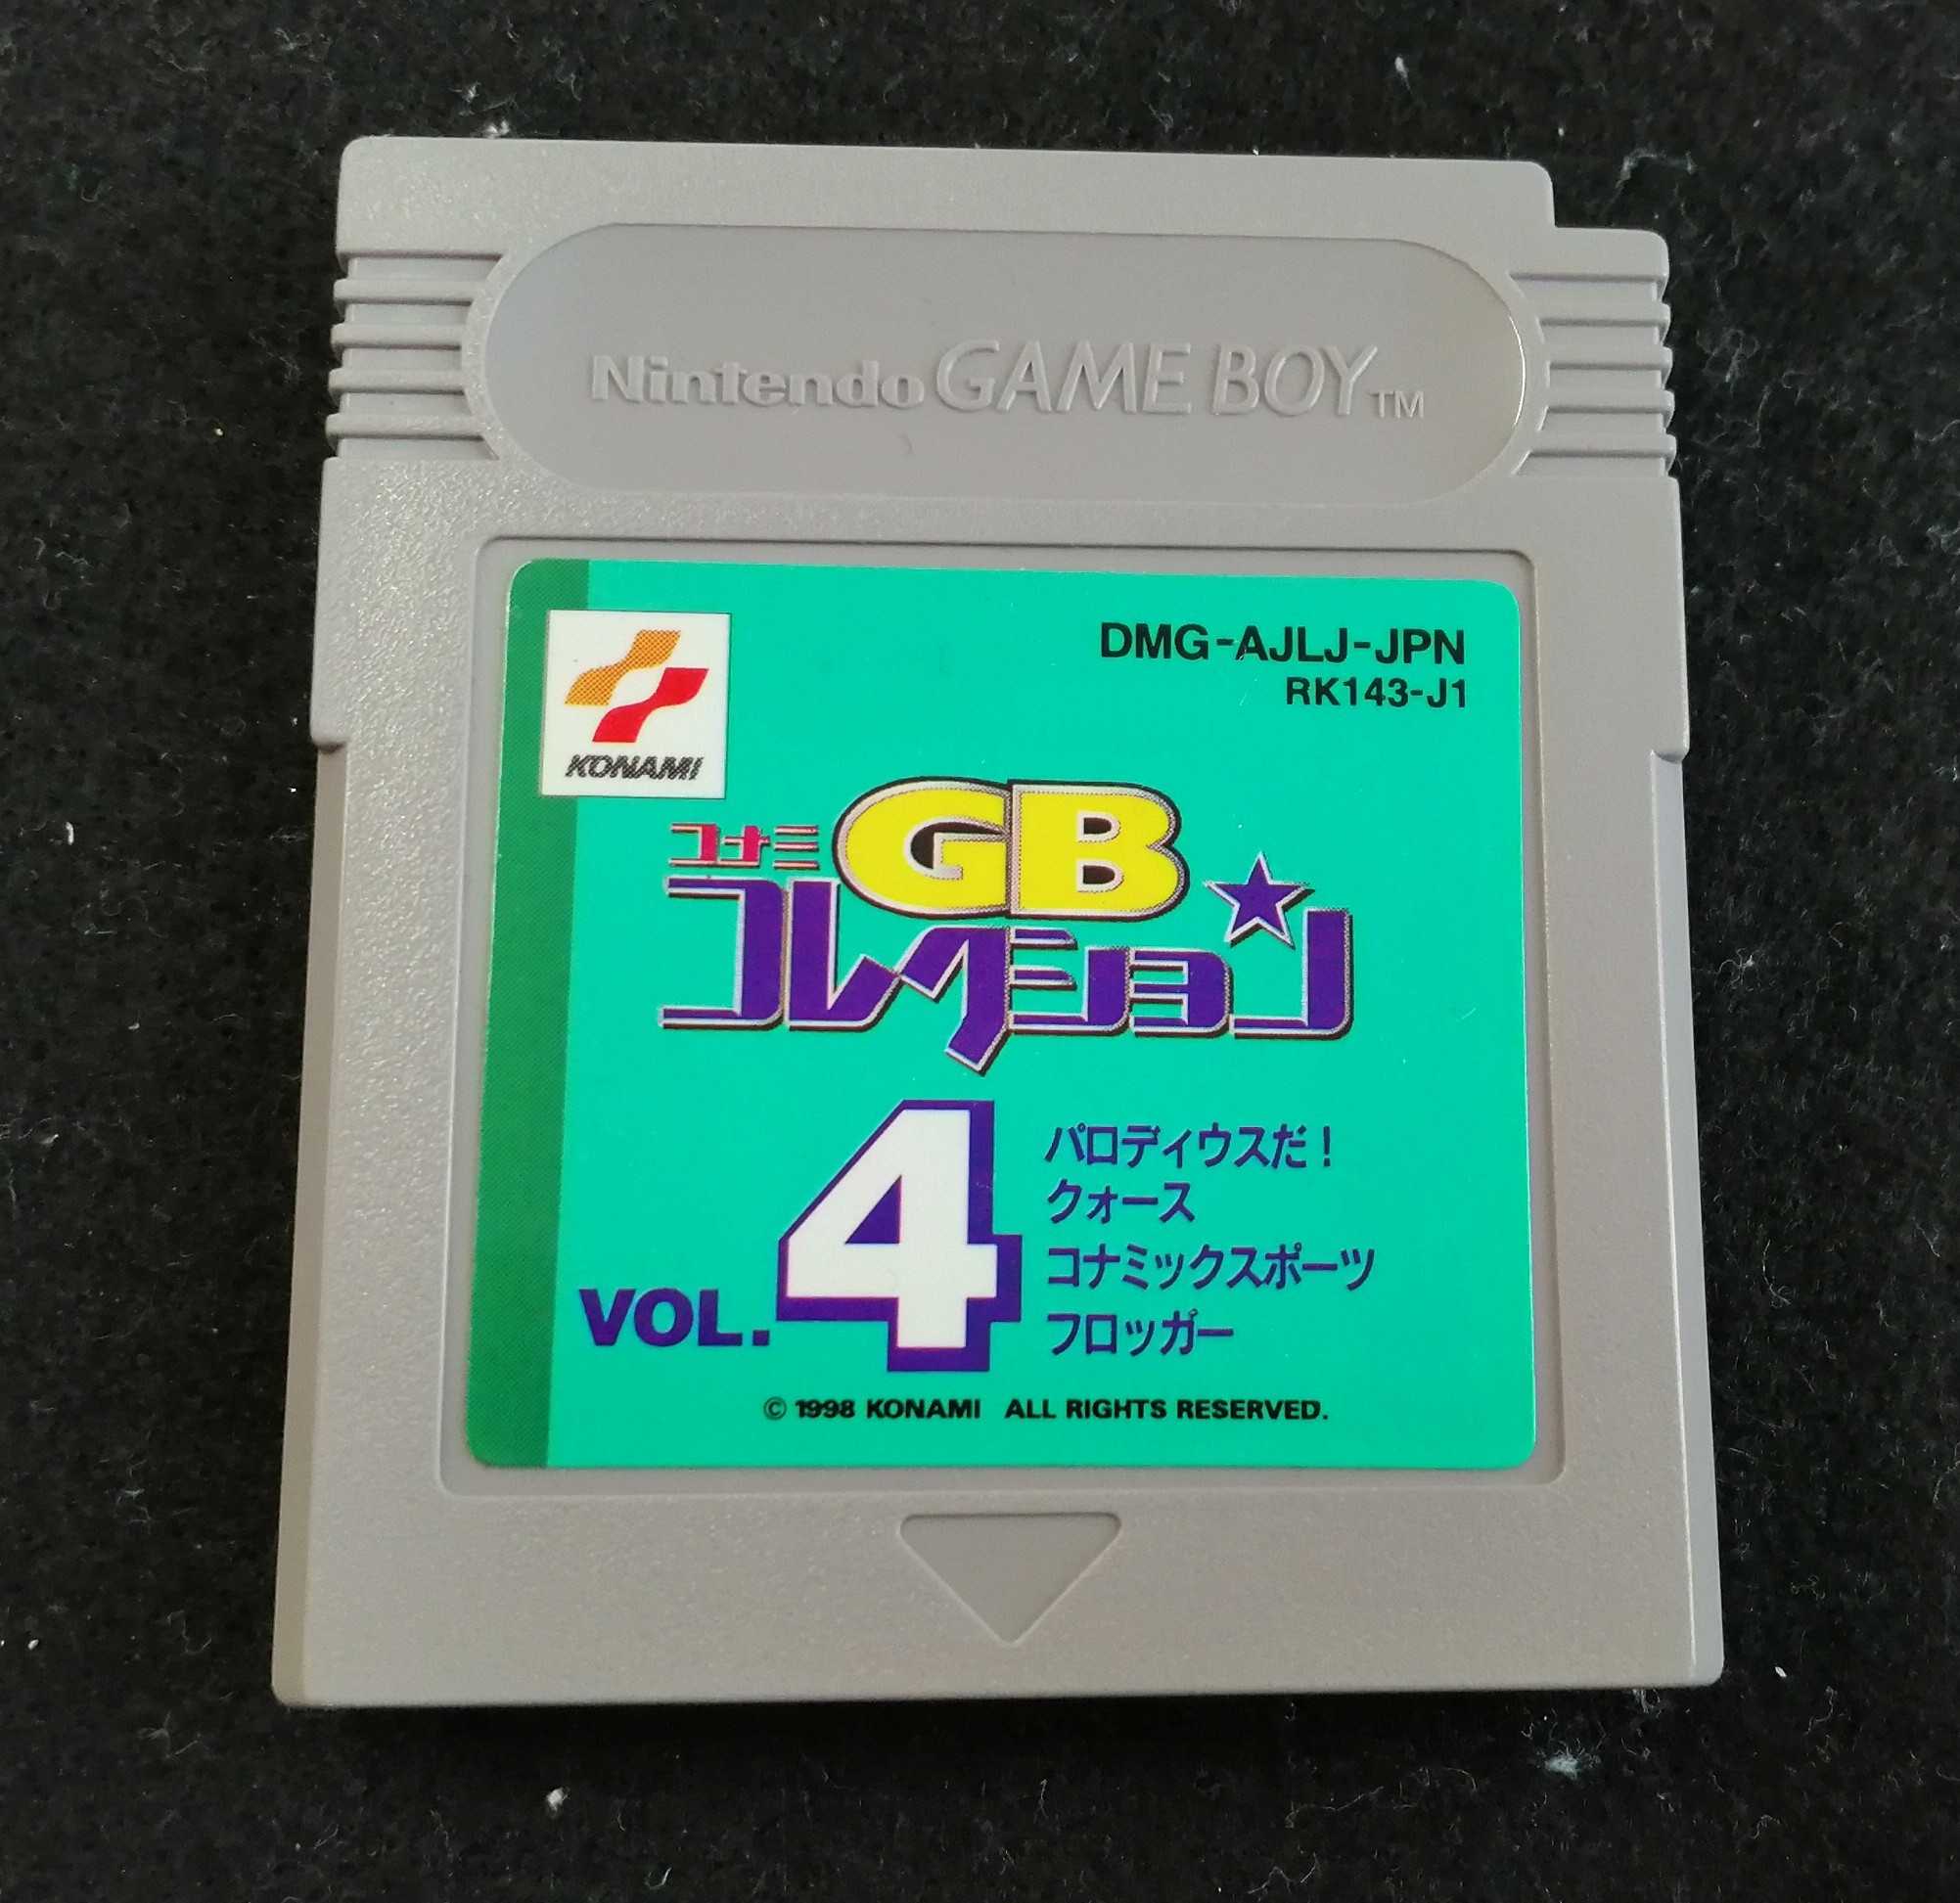 Nintendo GAME BOY TM
DMG-AJLJ-JPN
RK143-J1
KONAMI
コナミ GB
コレクション
VOL.4
パロディウスだ!
クォース
コナミックスポーツ
フロッガー
© 1998 KONAMI ALL RIGHTS RESERVED.